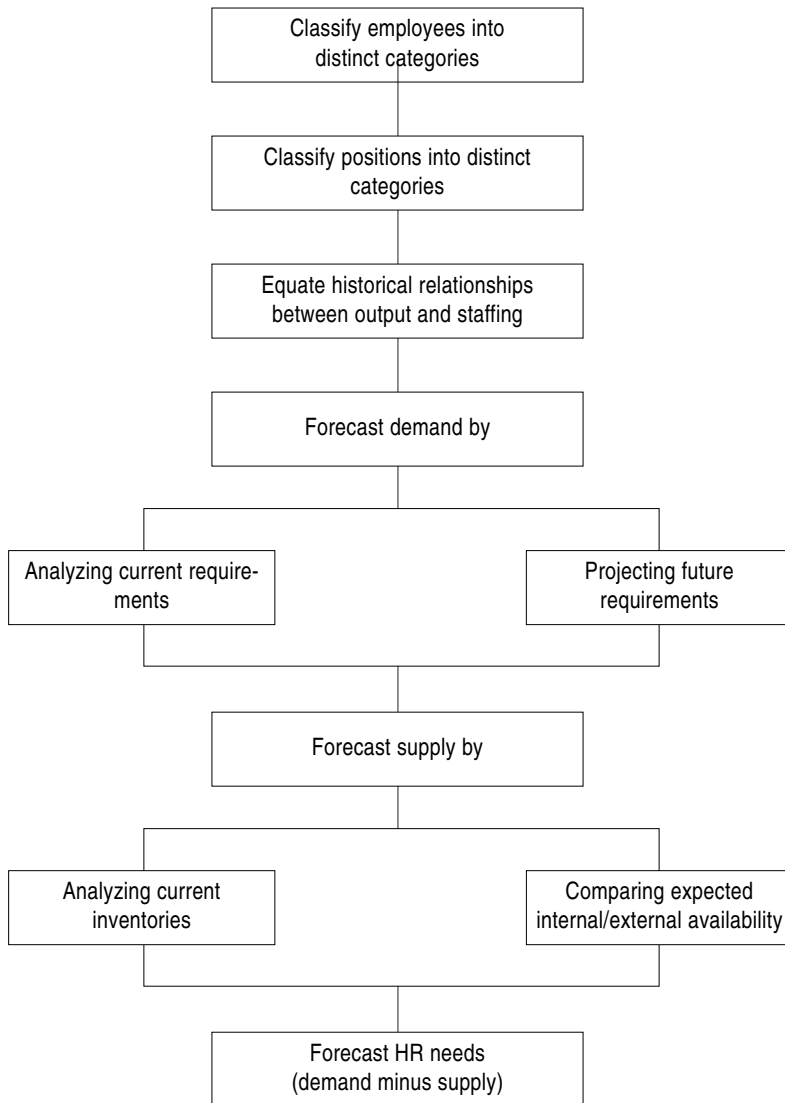 Classify employees into
distinct categories
Classify positions into distinct
categories
Equate historical relationships
between output and staffing
Forecast demand by
Analyzing current require-
ments
Projecting future
requirements
Forecast supply by
Analyzing current
inventories
Comparing expected
internal/external availability
Forecast HR needs
(demand minus supply)